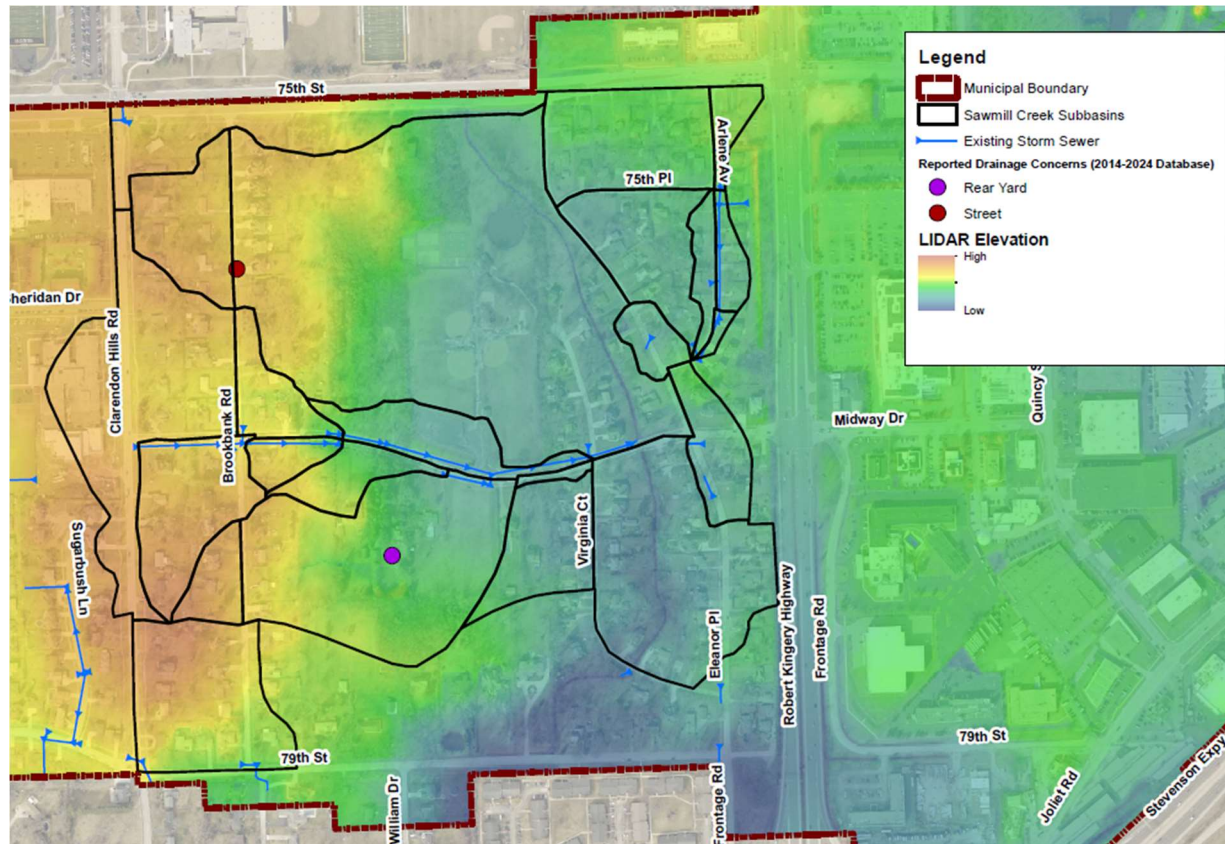 75th St
Legend
Municipal Boundary
Sawmill Creek Subbasins
Existing Storm Sewer
Reported Drainage Concerns (2014-2024 Database)
Rear Yard
Street
LIDAR Elevation
High
Low
Arlene Av
75th Pl
Sheridan Dr
Clarendon Hills Rd
Brookbank Rd
Midway Dr
Quincy S
Sugarbush Ln
Virginia Ct
Eleanor Pl
Robert Kingery Highway
Frontage Rd
79th St
79th St
William Dr
Frontage Rd
Joliet Rd
Stevenson Expy